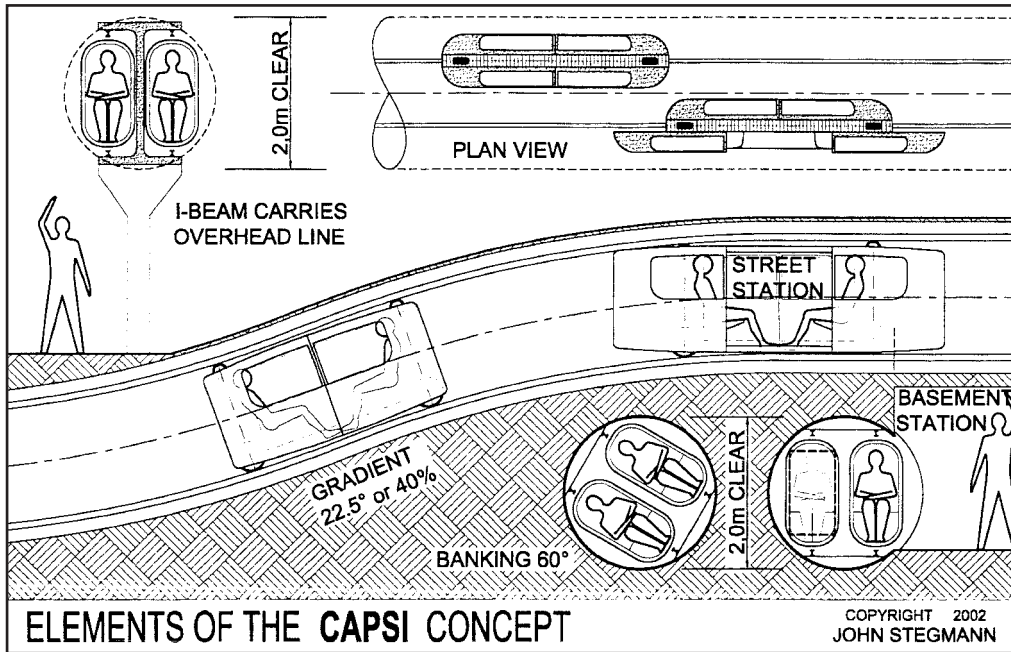 2,0m CLEAR
PLAN VIEW
I-BEAM CARRIES
OVERHEAD LINE
STREET
STATION
GRADIENT
22.5° or 40%
BANKING 60°
2,0m CLEAR
BASEMENT
STATION
ELEMENTS OF THE CAPSI CONCEPT
COPYRIGHT 2002
JOHN STEGMANN